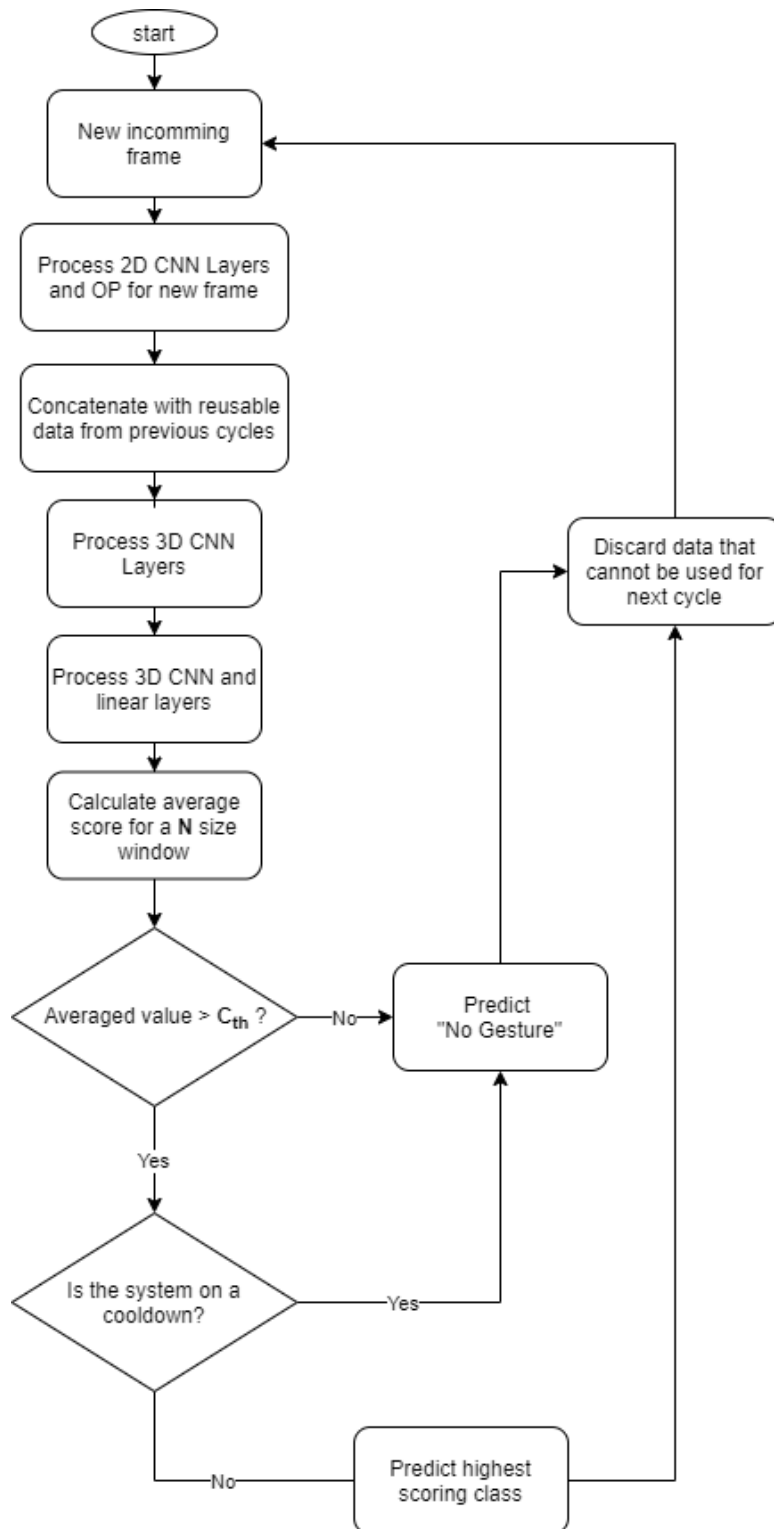 start
New incomming
frame
Process 2D CNN Layers
and OP for new frame
Concatenate with reusable
data from previous cycles
Process 3D CNN
Layers
Discard data that
cannot be used for
next cycle
Process 3D CNN and
linear layers
Calculate average
score for a N size
window
Averaged value > Cth ?
No
Predict
"No Gesture"
Yes
Is the system on a
cooldown?
Yes
No
Predict highest
scoring class